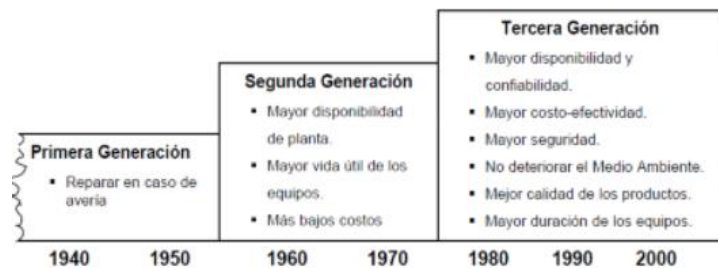 Primera Generación
▪ Reparar en caso de
avería
Segunda Generación
▪ Mayor disponibilidad
de planta.
▪ Mayor vida útil de los
equipos.
▪ Más bajos costos
Tercera Generación
▪ Mayor disponibilidad y
confiabilidad.
▪ Mayor costo-efectividad.
▪ Mayor seguridad.
▪ No deteriorar el Medio Ambiente.
▪ Mejor calidad de los productos.
▪ Mayor duración de los equipos.
1940 1950 1960 1970 1980 1990 2000